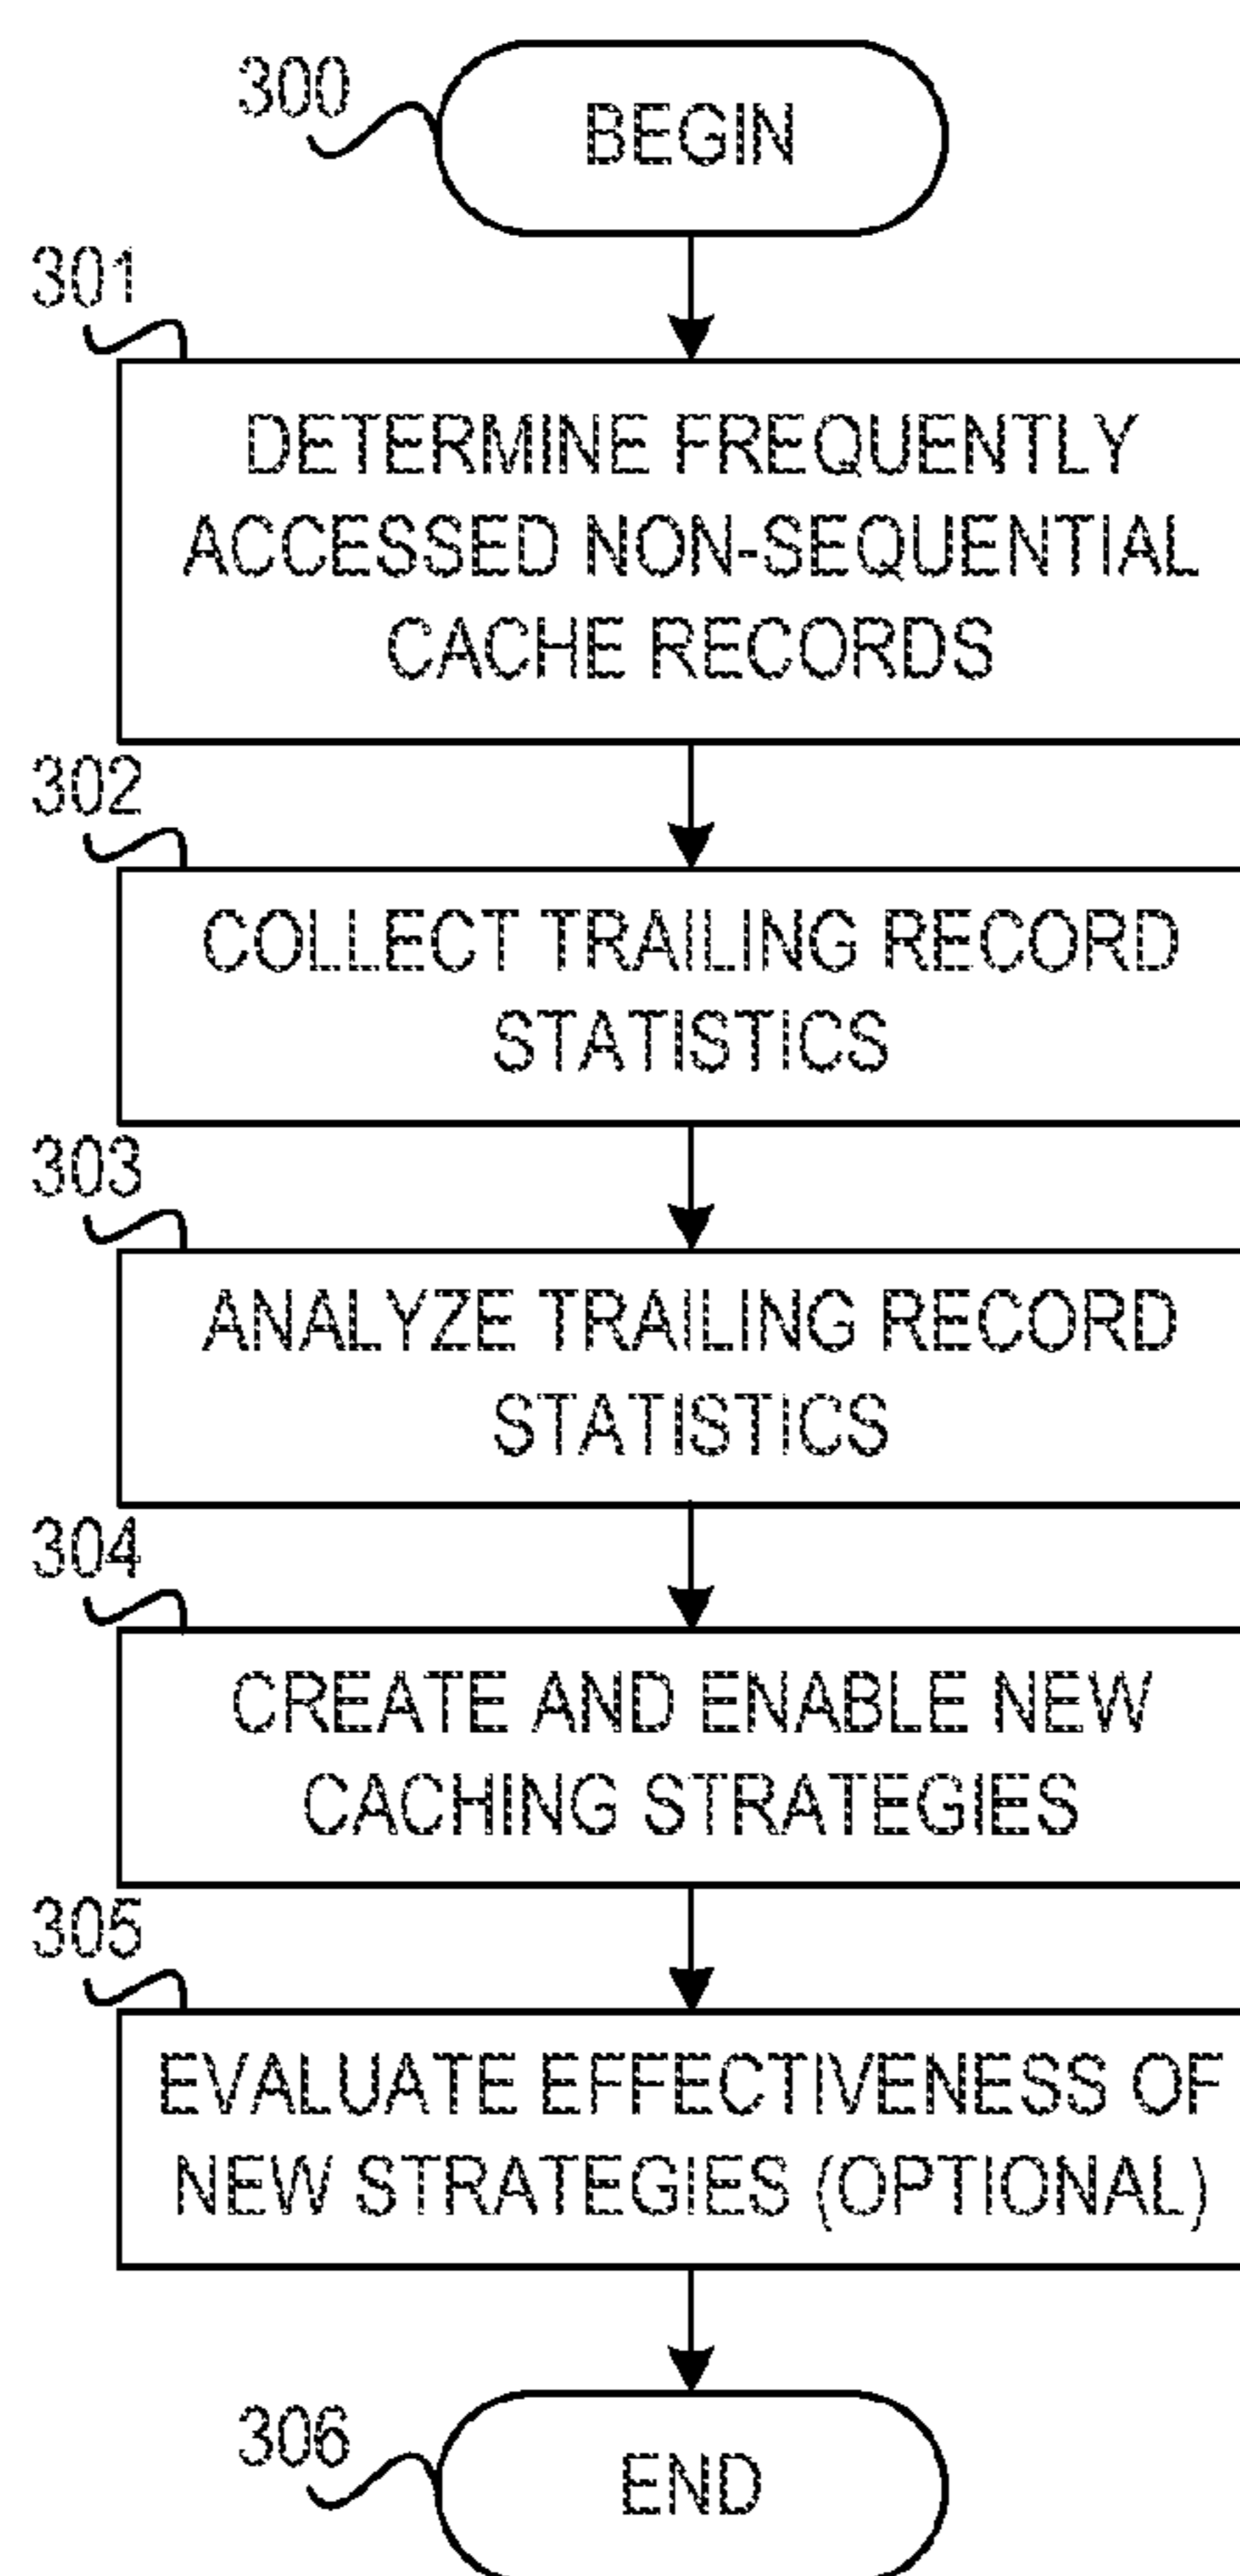 300
BEGIN
301
DETERMINE FREQUENTLY
ACCESSED NON-SEQUENTIAL
CACHE RECORDS
302
COLLECT TRAILING RECORD
STATISTICS
303
ANALYZE TRAILING RECORD
STATISTICS
304
CREATE AND ENABLE NEW
CACHING STRATEGIES
305
EVALUATE EFFECTIVENESS OF
NEW STRATEGIES (OPTIONAL)
306
END